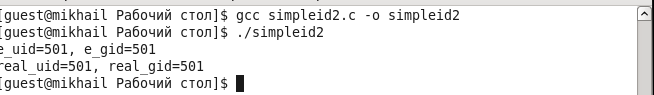 [guest@mikhail Рабочий стол]$ gcc simpleid2.c -o simpleid2
[guest@mikhail Рабочий стол]$ ./simpleid2
e_uid=501, e_gid=501
real_uid=501, real_gid=501
[guest@mikhail Рабочий стол]$